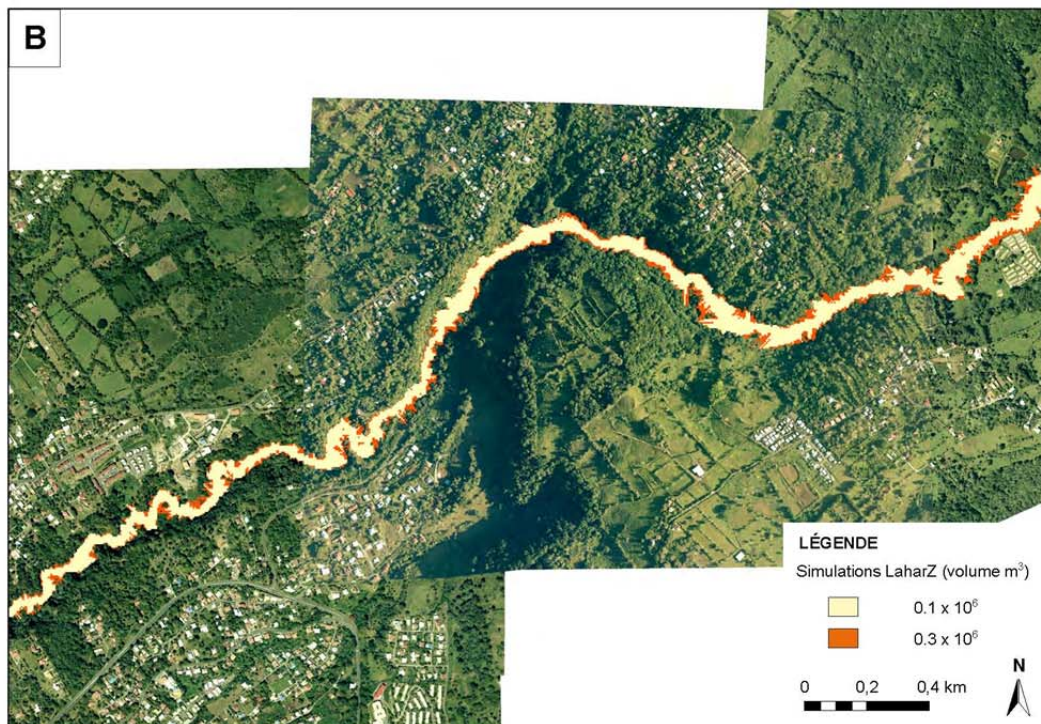 B
LÉGENDE
Simulations LaharZ (volume m³)
0.1 x 10⁶
0.3 x 10⁶
N
0 0,2 0,4 km